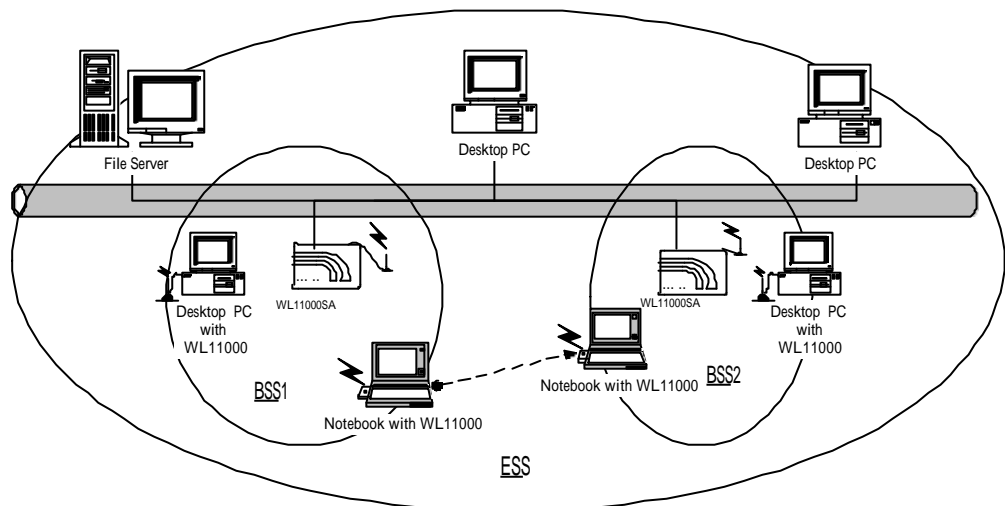 Desktop PC
File Server
Desktop PC
WL11000SA
WL11000SA
Desktop PC
with
WL11000
Desktop PC
with
WL11000
BSS1
Notebook with WL11000
Notebook with WL11000
BSS2
ESS